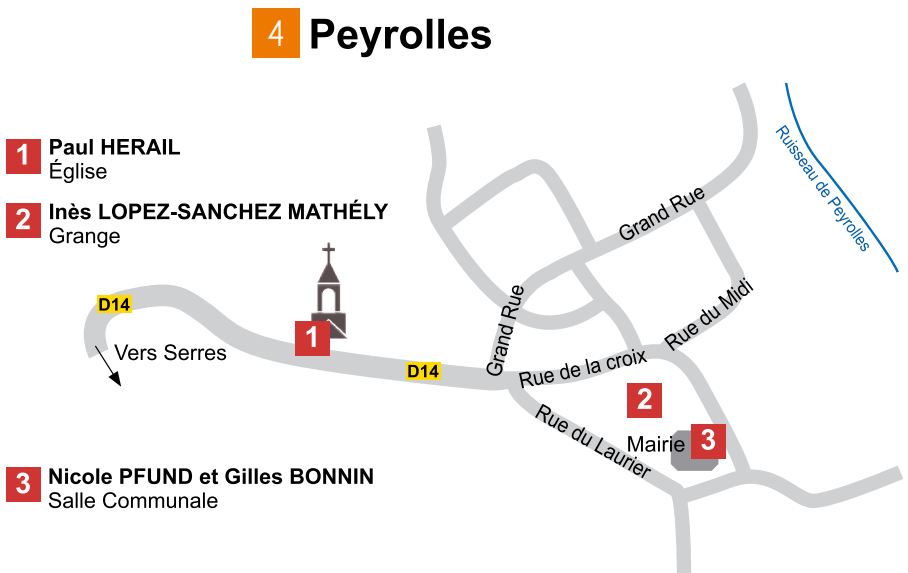 4 Peyrolles
1 Paul HERAIL
Église
2 Inès LOPEZ-SANCHEZ MATHÉLY
Grange
Grand Rue
Ruisseau de Peyrolles
D14
1
Vers Serres
Grand Rue
Rue du Midi
D14
Rue de la croix
2
Rue du Laurier
Mairie
3
3 Nicole PFUND et Gilles BONNIN
Salle Communale